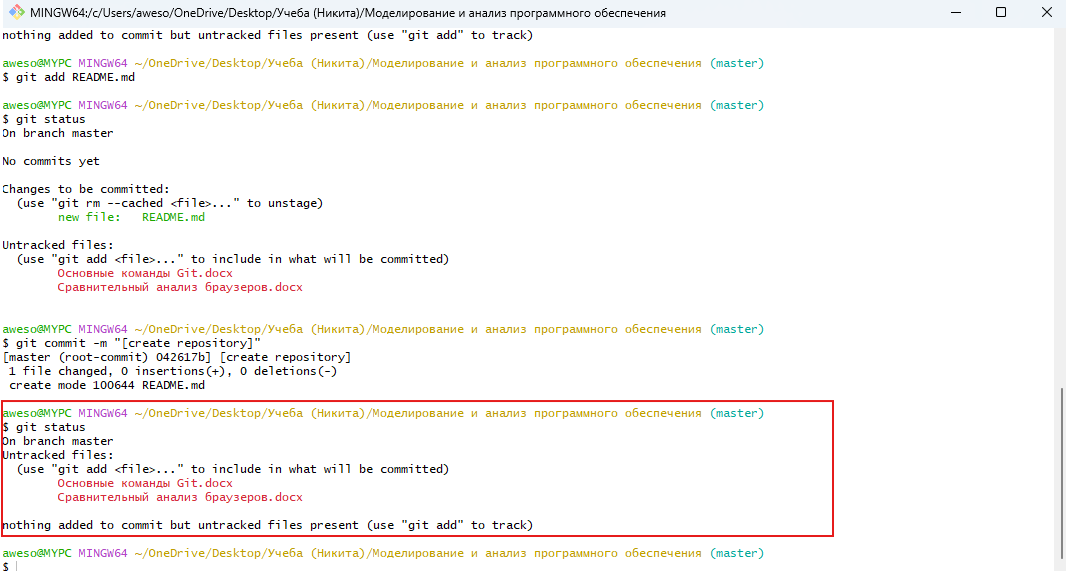 MINGW64:/c/Users/aweso/OneDrive/Desktop/Учеба (Никита)/Моделирование и анализ программного обеспечения
nothing added to commit but untracked files present (use "git add" to track)
aweso@MYPC MINGW64 ~/OneDrive/Desktop/Учеба (Никита)/Моделирование и анализ программного обеспечения (master)
$ git add README.md
aweso@MYPC MINGW64 ~/OneDrive/Desktop/Учеба (Никита)/Моделирование и анализ программного обеспечения (master)
$ git status
On branch master
No commits yet
Changes to be committed:
(use "git rm --cached <file>..." to unstage)
new file:   README.md
Untracked files:
(use "git add <file>..." to include in what will be committed)
Основные команды Git.docx
Сравнительный анализ браузеров.docx
aweso@MYPC MINGW64 ~/OneDrive/Desktop/Учеба (Никита)/Моделирование и анализ программного обеспечения (master)
$ git commit -m "[create repository]"
[master (root-commit) 042617b] [create repository]
1 file changed, 0 insertions(+), 0 deletions(-)
create mode 100644 README.md
aweso@MYPC MINGW64 ~/OneDrive/Desktop/Учеба (Никита)/Моделирование и анализ программного обеспечения (master)
$ git status
On branch master
Untracked files:
(use "git add <file>..." to include in what will be committed)
Основные команды Git.docx
Сравнительный анализ браузеров.docx
nothing added to commit but untracked files present (use "git add" to track)
aweso@MYPC MINGW64 ~/OneDrive/Desktop/Учеба (Никита)/Моделирование и анализ программного обеспечения (master)
$